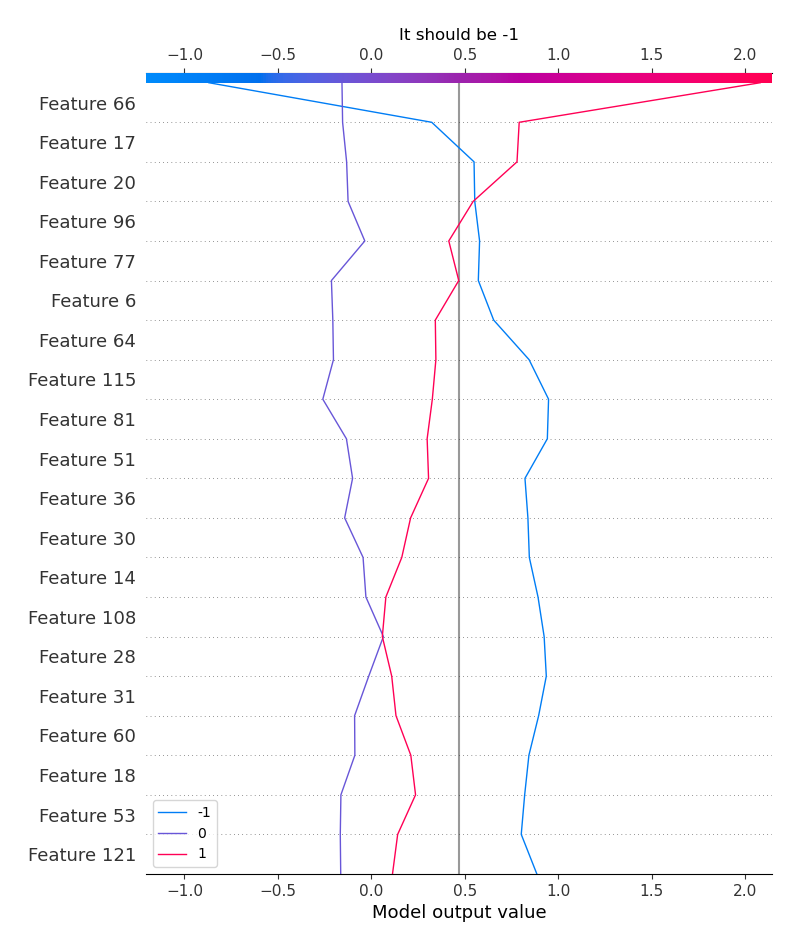 It should be -1
−1.0 −0.5 0.0 0.5 1.0 1.5 2.0
Feature 66
Feature 17
Feature 20
Feature 96
Feature 77
Feature 6
Feature 64
Feature 115
Feature 81
Feature 51
Feature 36
Feature 30
Feature 14
Feature 108
Feature 28
Feature 31
Feature 60
Feature 18
Feature 53
Feature 121
-1
0
1
−1.0 −0.5 0.0 0.5 1.0 1.5 2.0
Model output value